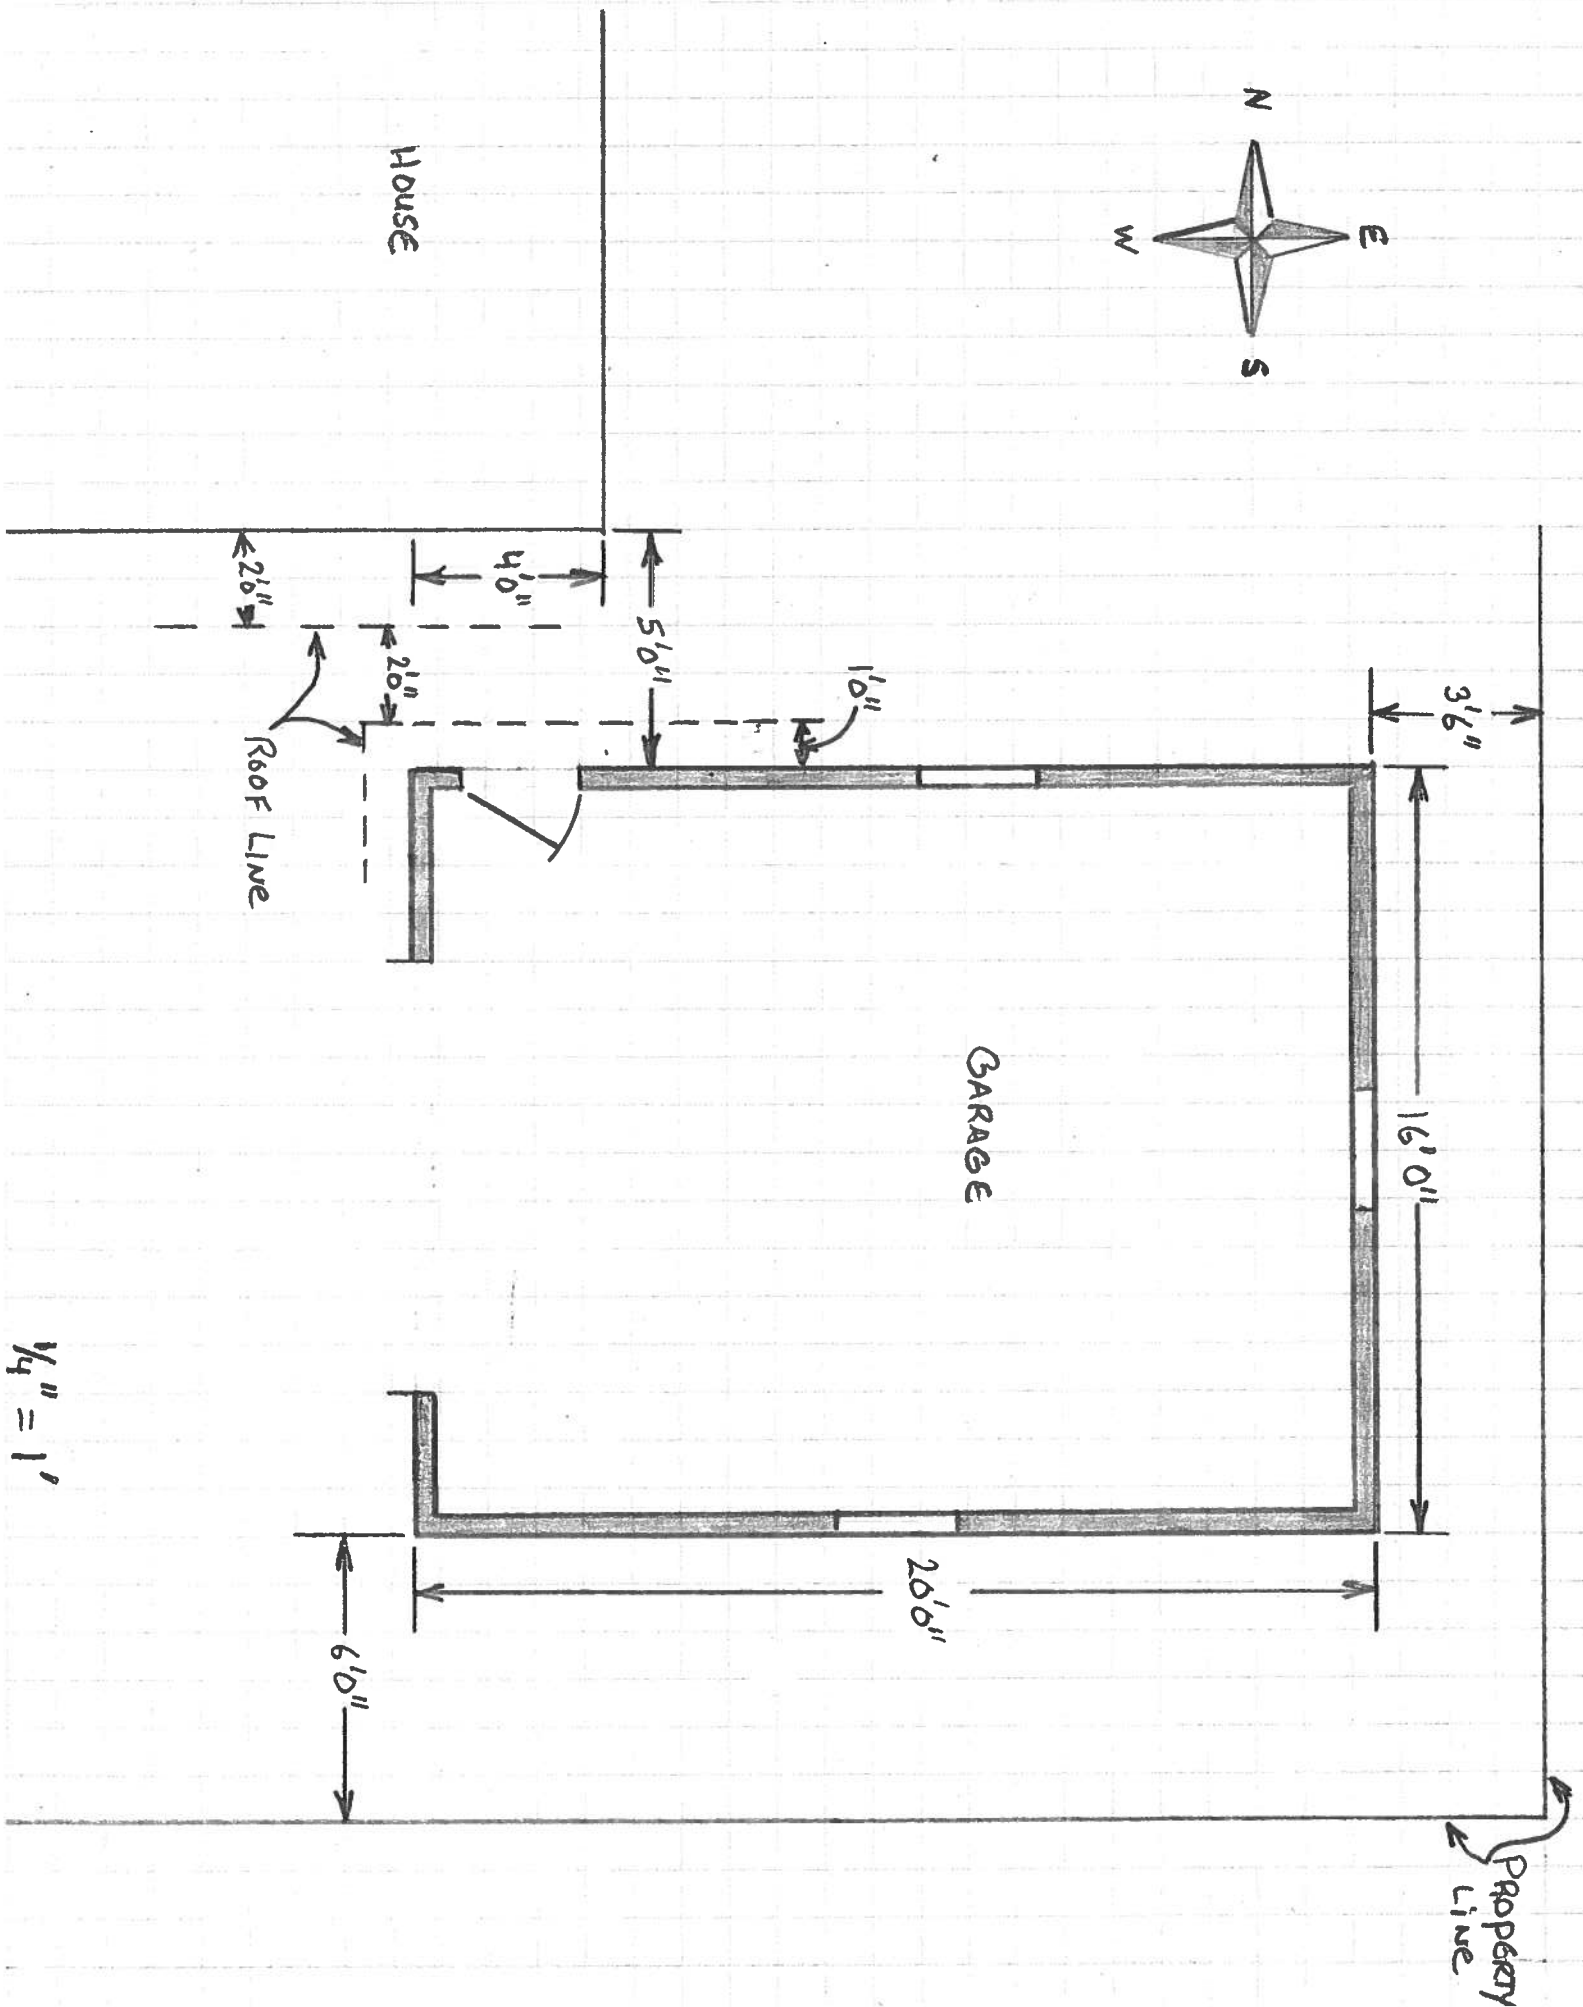 N
E
W
S
House
3'6"
4'0"
5'0"
2'0"
2'0"
1'0"
Roof Line
16'0"
GARAGE
20'0"
6'0"
1/4" = 1'
PROPERTY
LiNE